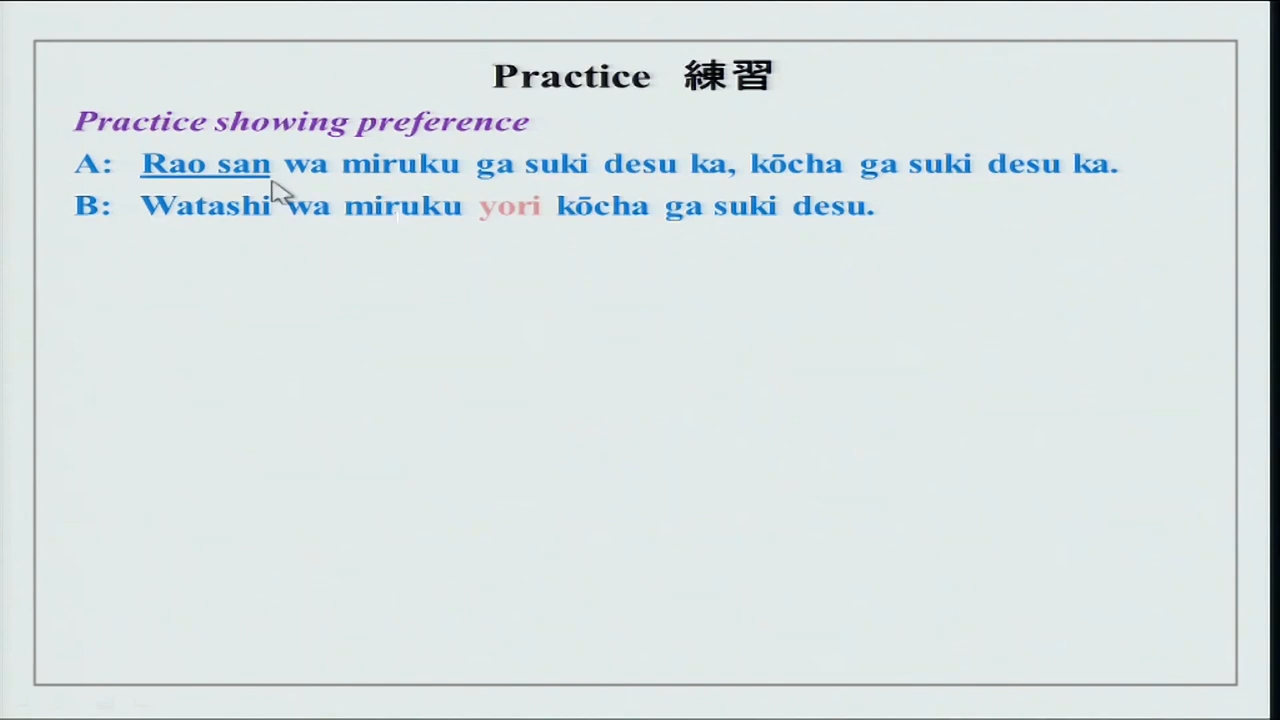 Practice 練習
Practice showing preference
A: Rao san wa miruku ga suki desu ka, kōcha ga suki desu ka.
B: Watashi wa miruku yori kōcha ga suki desu.